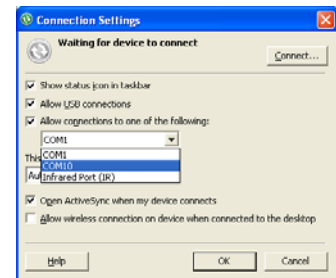 Connection Settings
Waiting for device to connect
Connect...
Show status icon in taskbar
Allow USB connections
Allow connections to one of the following:
COM1
COM1
This
COM10
Au
Infrared Port (IR)
Open ActiveSync when my device connects
Allow wireless connection on device when connected to the desktop
Help
OK
Cancel